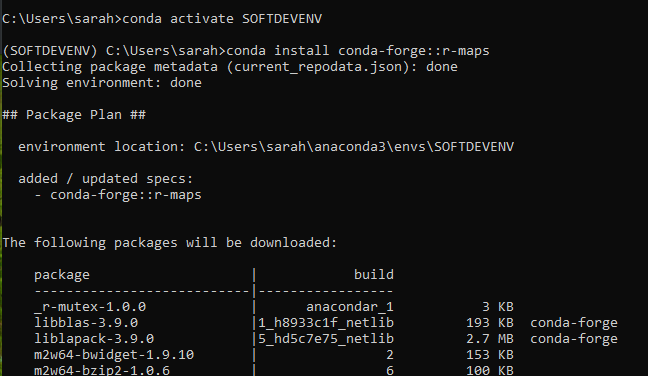 C:\Users\sarah>conda activate SOFTDEVENV
(SOFTDEVENV) C:\Users\sarah>conda install conda-forge::r-maps
Collecting package metadata (current_repodata.json): done
Solving environment: done
## Package Plan ##
environment location: C:\Users\sarah\anaconda3\envs\SOFTDEVENV
added / updated specs:
- conda-forge::r-maps
The following packages will be downloaded:
package | build
---------------------------|-----------------
_r-mutex-1.0.0 | anacondar_1 3 KB
libblas-3.9.0 |1_h8933c1f_netlib 193 KB conda-forge
liblapack-3.9.0 |5_hd5c7e75_netlib 2.7 MB conda-forge
m2w64-bwidget-1.9.10 | 2 153 KB
m2w64-bzip2-1.0.6 | 6 100 KB